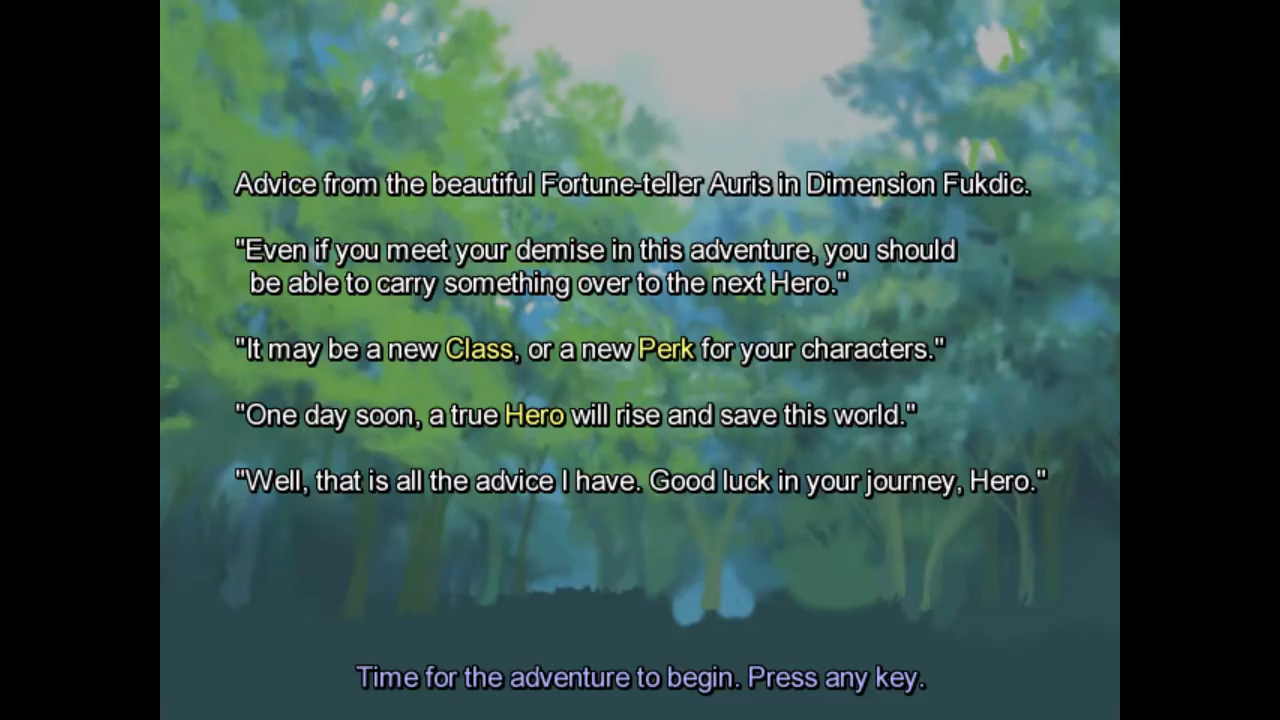 Advice from the beautiful Fortune-teller Auris in Dimension Fukdic.
"Even if you meet your demise in this adventure, you should
be able to carry something over to the next Hero."
"It may be a new Class, or a new Perk for your characters."
"One day soon, a true Hero will rise and save this world."
"Well, that is all the advice I have. Good luck in your journey, Hero."
Time for the adventure to begin. Press any key.